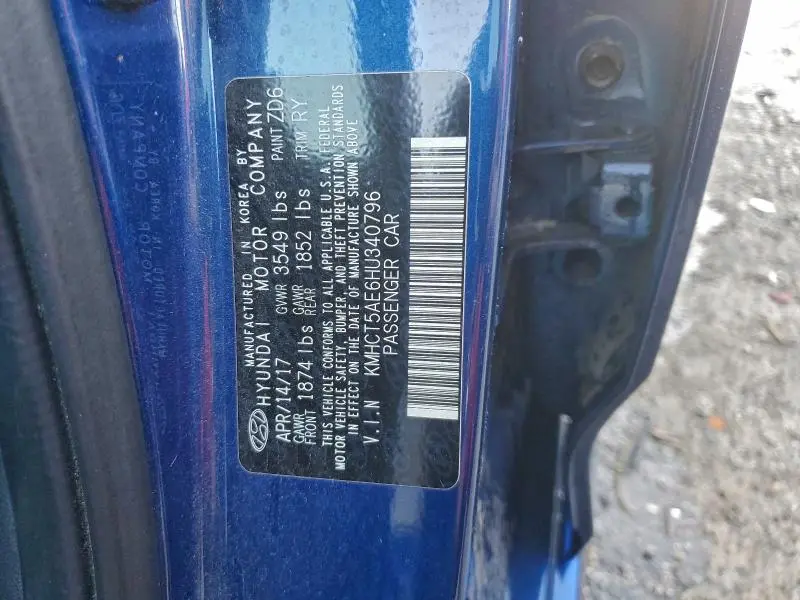 MANUFACTURED IN KOREA BY
HYUNDAI MOTOR COMPANY
APR/14/17 GVWR 3549 lbs PAINT ZD6
GAWR FRONT 1874 lbs GAWR REAR 1852 lbs TRIM RY
THIS VEHICLE CONFORMS TO ALL APPLICABLE U.S.A. FEDERAL
MOTOR VEHICLE SAFETY, BUMPER, AND THEFT PREVENTION STANDARDS
IN EFFECT ON THE DATE OF MANUFACTURE SHOWN ABOVE
V.I.N KMHCT5AE6HU340796
PASSENGER CAR